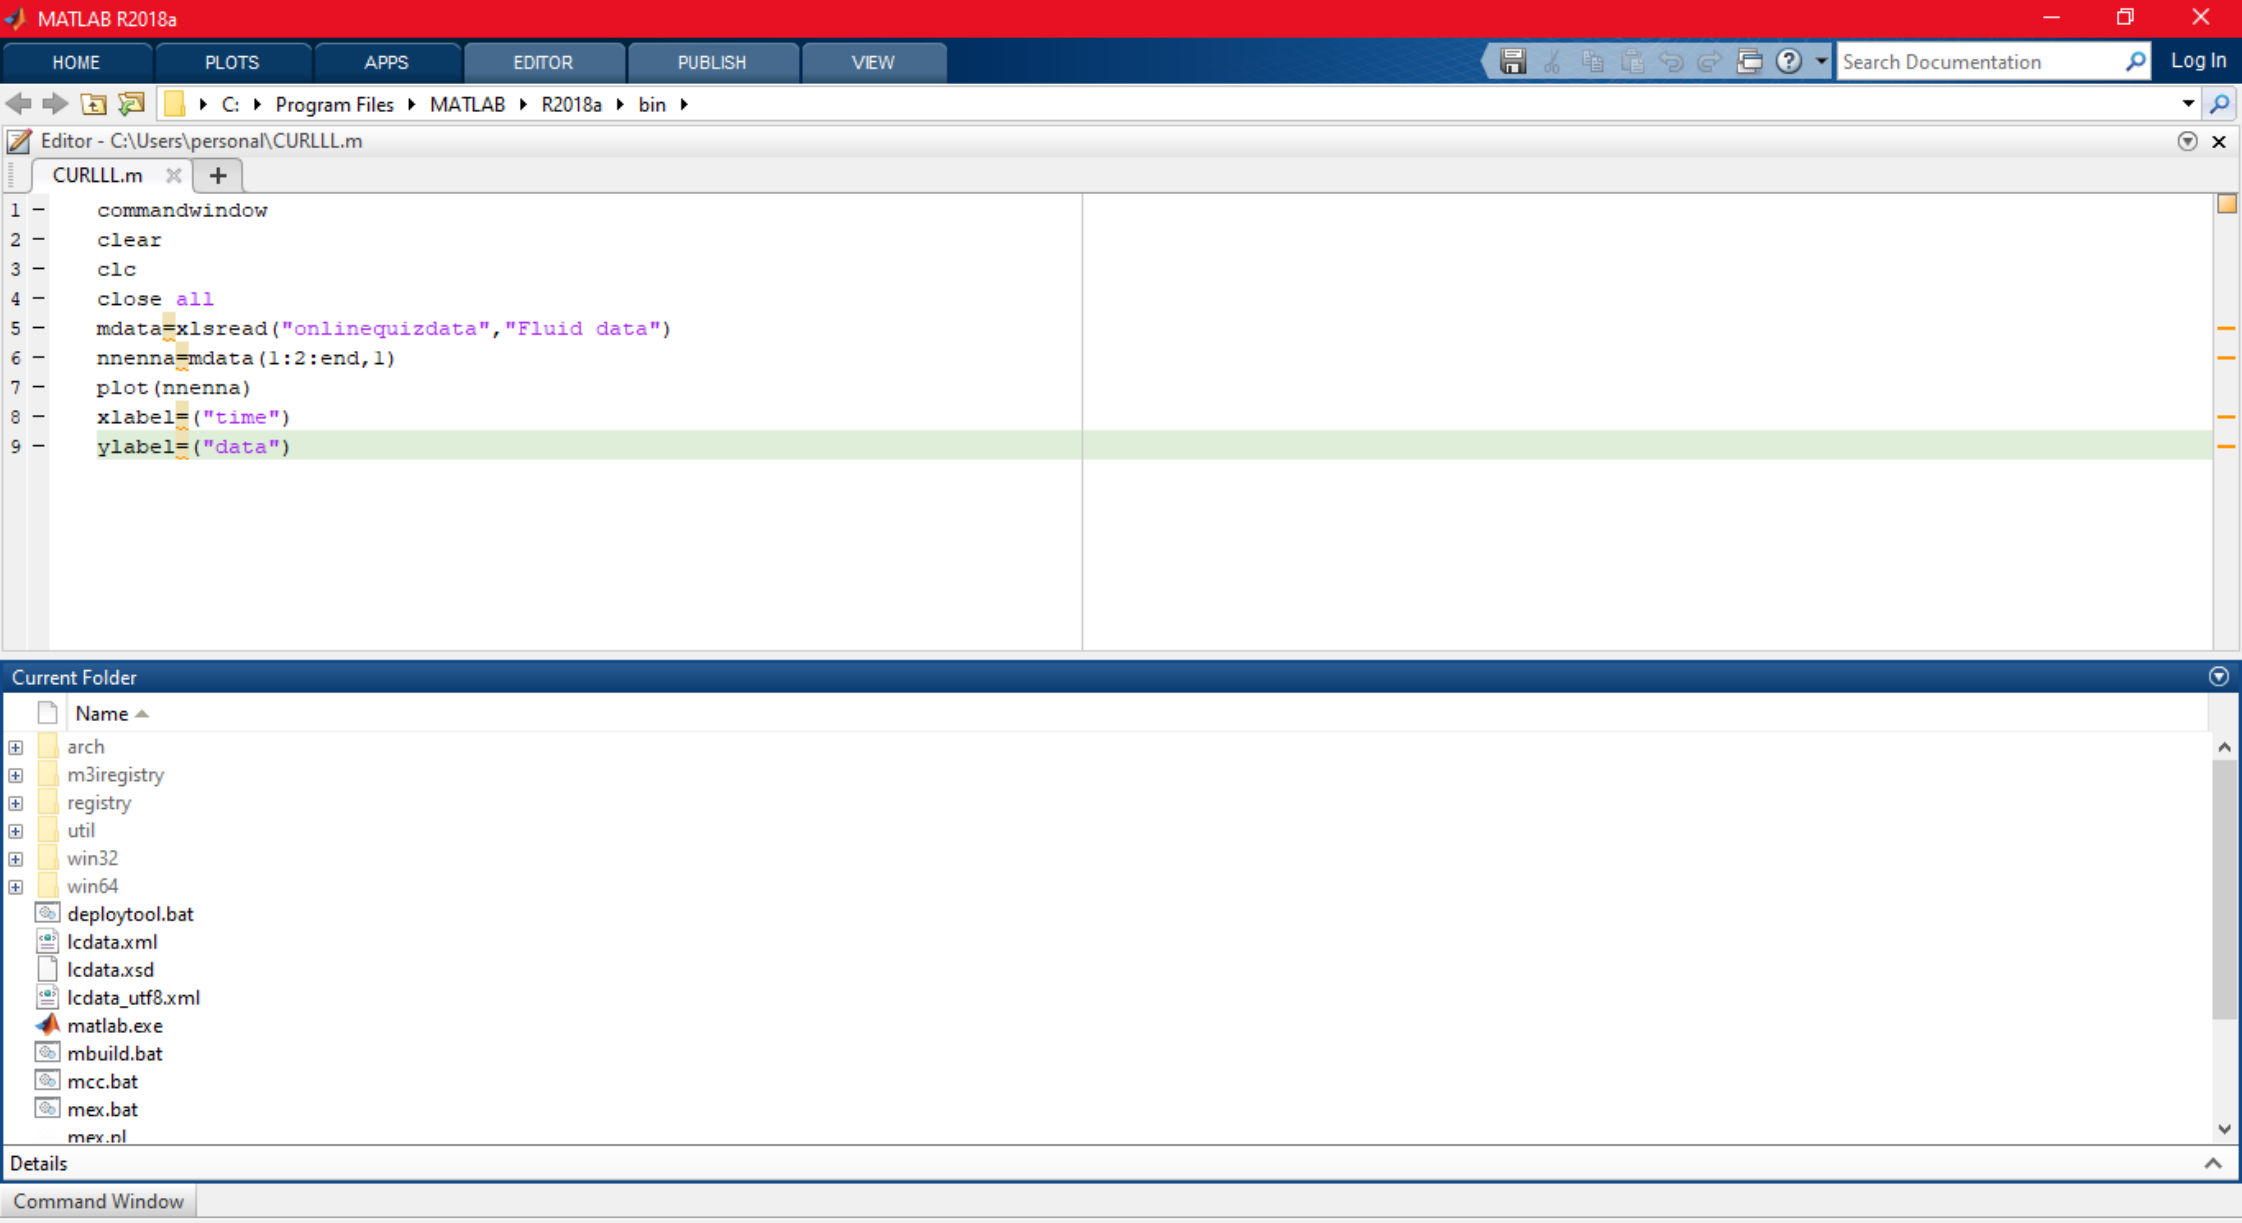 MATLAB R2018a
HOME PLOTS APPS EDITOR PUBLISH VIEW Search Documentation Log In
C: Program Files MATLAB R2018a bin
Editor - C:\Users\personal\CURLLL.m
CURLLL.m
1 commandwindow
2 clear
3 clc
4 close all
5 mdata=xlsread("onlinequizdata","Fluid data")
6 nnenna=mdata(1:2:end,1)
7 plot(nnenna)
8 xlabel=("time")
9 ylabel=("data")
Current Folder
Name
arch
m3iregistry
registry
util
win32
win64
deploytool.bat
lcdata.xml
lcdata.xsd
lcdata_utf8.xml
matlab.exe
mbuild.bat
mcc.bat
mex.bat
mex.pl
Details
Command Window